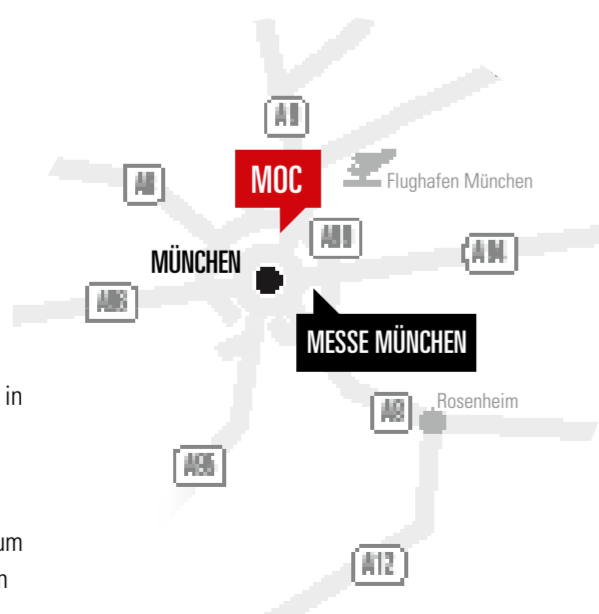 A9
MOC
Flughafen München
A8
A99
MÜNCHEN
A94
A96
MESSE MÜNCHEN
in
Rosenheim
A8
A95
um
n
A12